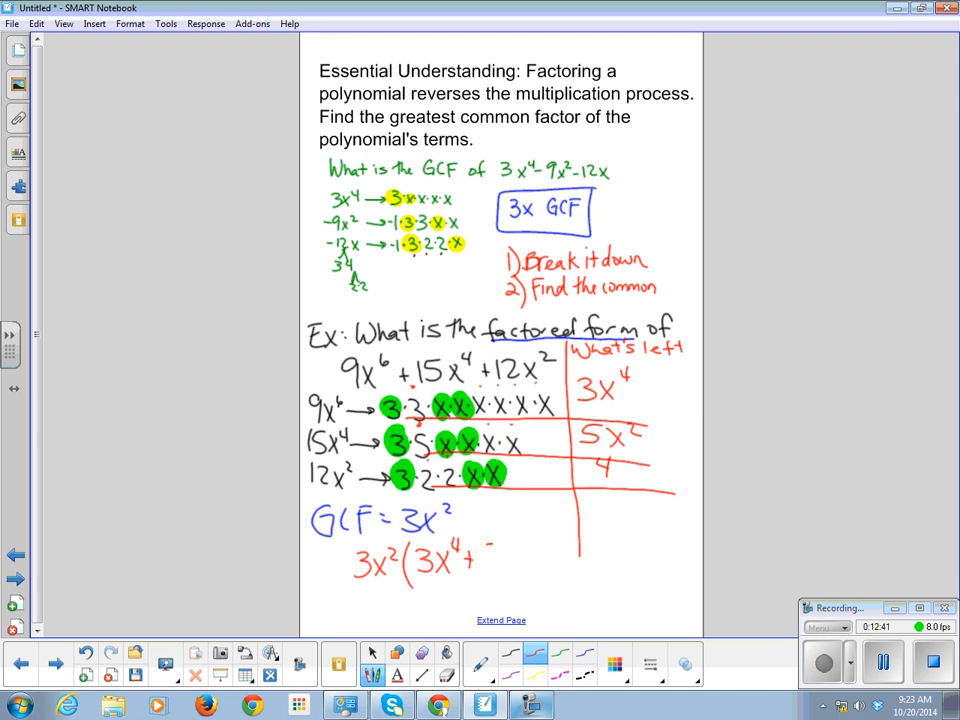 Untitled * - SMART Notebook
File Edit View Insert Format Tools Response Add-ons Help
Essential Understanding: Factoring a
polynomial reverses the multiplication process.
Find the greatest common factor of the
polynomial's terms.
What is the GCF of 3x⁴-9x²-12x
3x⁴ → 3·x·x·x·x
-9x² → -1·3·3·x·x
-12x → -1·3·2·2·x
3 4
2·2
3x GCF
1) Break it down
2) Find the common
Ex: What is the factored form of
9x⁶ + 15x⁴ + 12x²
What's left
9x⁶ → 3·3·x·x·x·x·x·x
3x⁴
15x⁴ → 3·5·x·x·x·x
5x²
12x² → 3·2·2·x·x
4
GCF = 3x²
3x²(3x⁴+
Extend Page
Recording...
Menu
0:12:41
8.0 fps
9:23 AM
10/20/2014